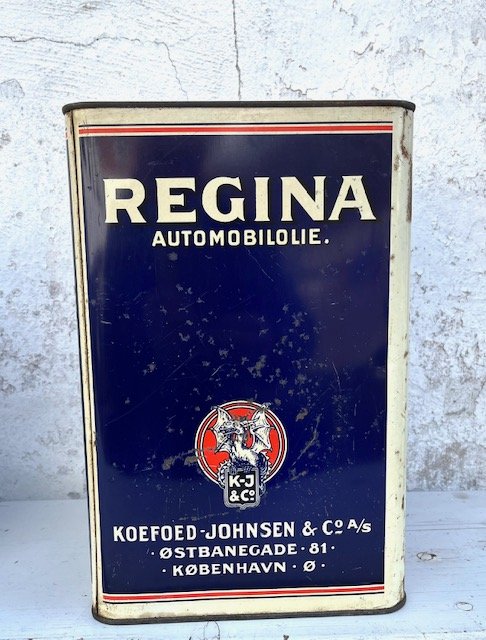 REGINA
AUTOMOBILOLIE.
K-J
& Co
KOEFOED-JOHNSEN & Co A/S
· ØSTBANEGADE · 81 ·
· KØBENHAVN · Ø ·